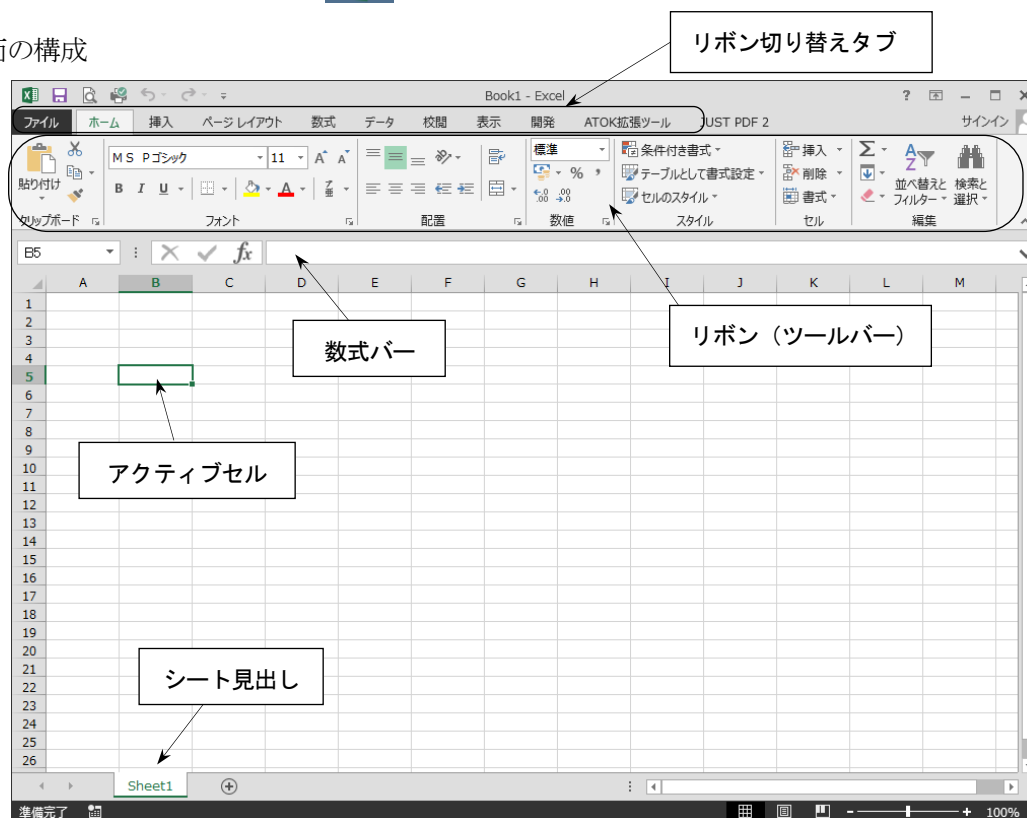 面の構成
リボン切り替えタブ
Book1 - Excel
?
ファイル ホーム 挿入 ページ レイアウト 数式 データ 校閲 表示 開発 ATOK拡張ツール JUST PDF 2 サインイン
貼り付け
ＭＳ Ｐゴシック 11 A A
B I U A
標準
% ,
条件付き書式
テーブルとして書式設定
セルのスタイル
挿入
削除
書式
Σ
並べ替えと
フィルター
検索と
選択
クリップボード フォント 配置 数値 スタイル セル 編集
B5 fx
A B C D E F G H I J K L M
1
2
3
4
5
6
7
8
9
10
11
12
13
14
15
16
17
18
19
20
21
22
23
24
25
26
数式バー
リボン（ツールバー）
アクティブセル
シート見出し
Sheet1
準備完了 100%